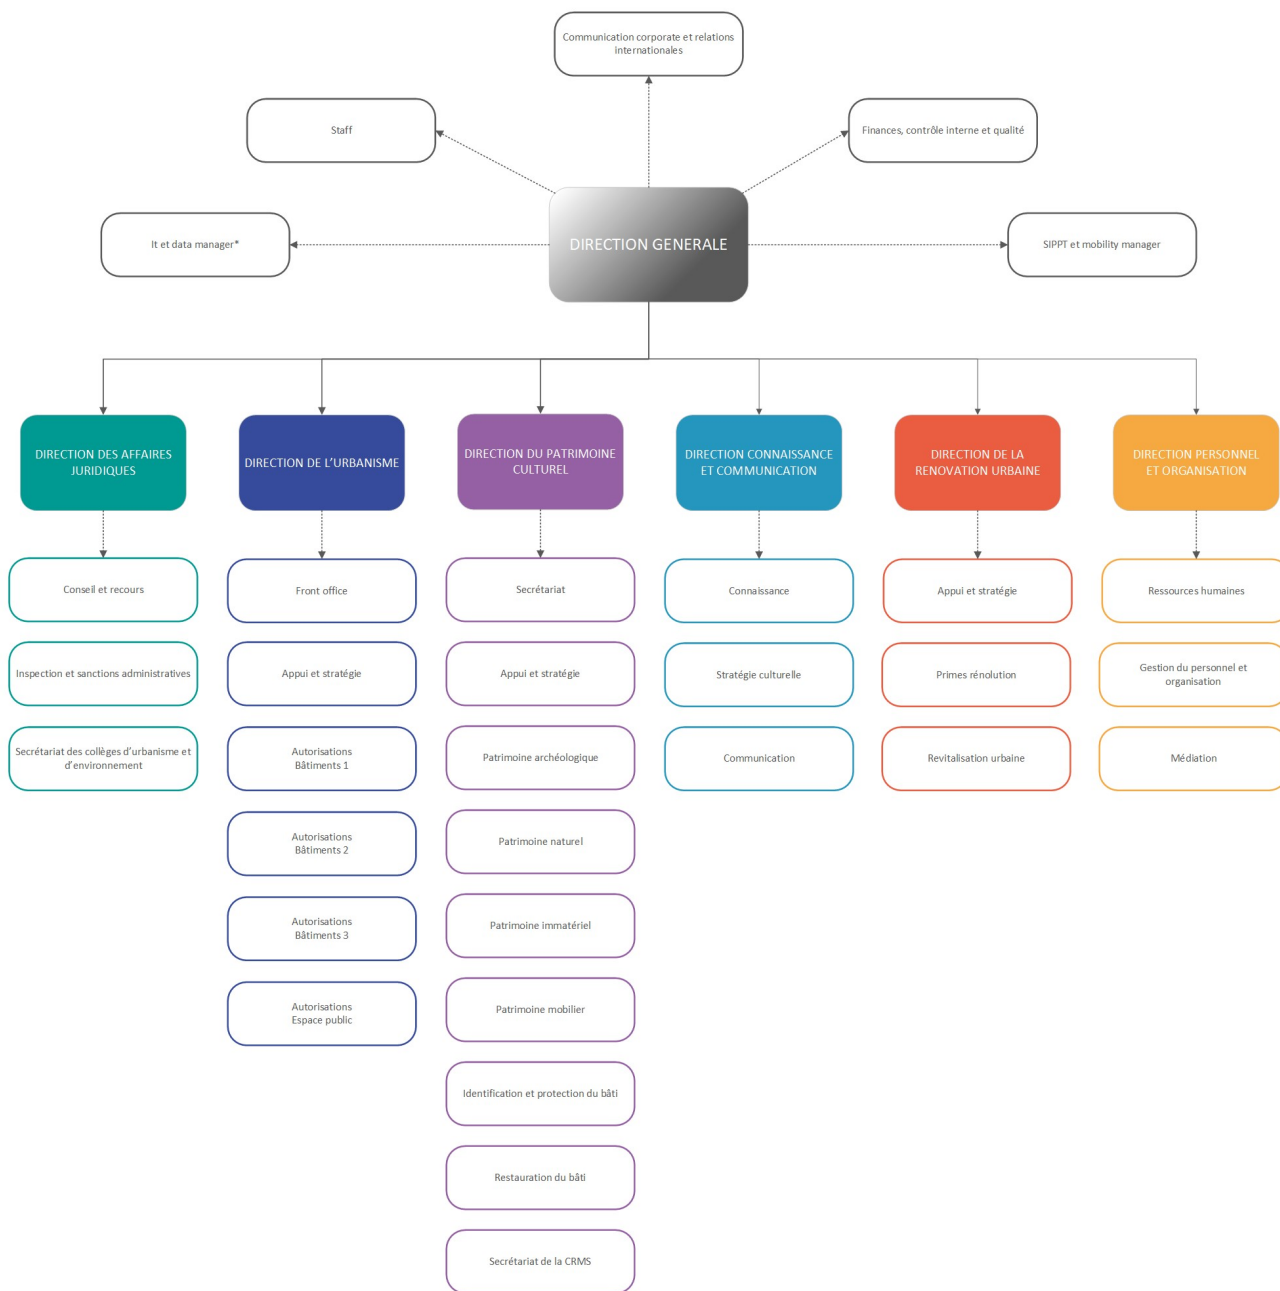 Communication corporate et relations
internationales
Staff
Finances, contrôle interne et qualité
It et data manager*
DIRECTION GENERALE
SIPPT et mobility manager
DIRECTION DES AFFAIRES
JURIDIQUES
DIRECTION DE L’URBANISME
DIRECTION DU PATRIMOINE
CULTUREL
DIRECTION CONNAISSANCE
ET COMMUNICATION
DIRECTION DE LA
RENOVATION URBAINE
DIRECTION PERSONNEL
ET ORGANISATION
Conseil et recours
Inspection et sanctions administratives
Secrétariat des collèges d’urbanisme et
d’environnement
Front office
Appui et stratégie
Autorisations
Bâtiments 1
Autorisations
Bâtiments 2
Autorisations
Bâtiments 3
Autorisations
Espace public
Secrétariat
Appui et stratégie
Patrimoine archéologique
Patrimoine naturel
Patrimoine immatériel
Patrimoine mobilier
Identification et protection du bâti
Restauration du bâti
Secrétariat de la CRMS
Connaissance
Stratégie culturelle
Communication
Appui et stratégie
Primes rénolution
Revitalisation urbaine
Ressources humaines
Gestion du personnel et
organisation
Médiation